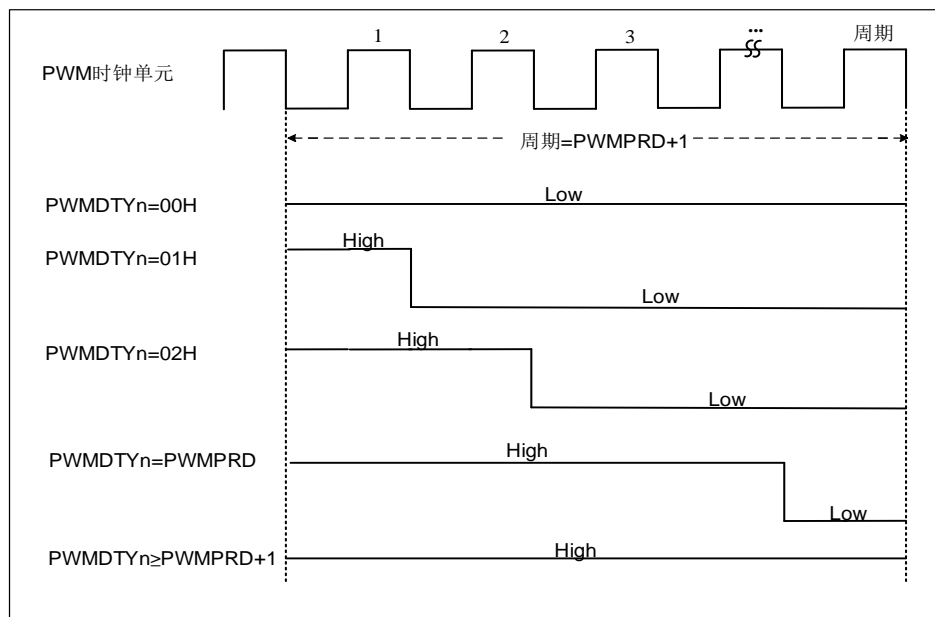 1 2 3 ... 周期
PWM时钟单元
周期=PWMPRD+1
PWMDTYn=00H Low
PWMDTYn=01H High Low
PWMDTYn=02H High Low
PWMDTYn=PWMPRD High Low
PWMDTYn≥PWMPRD+1 High